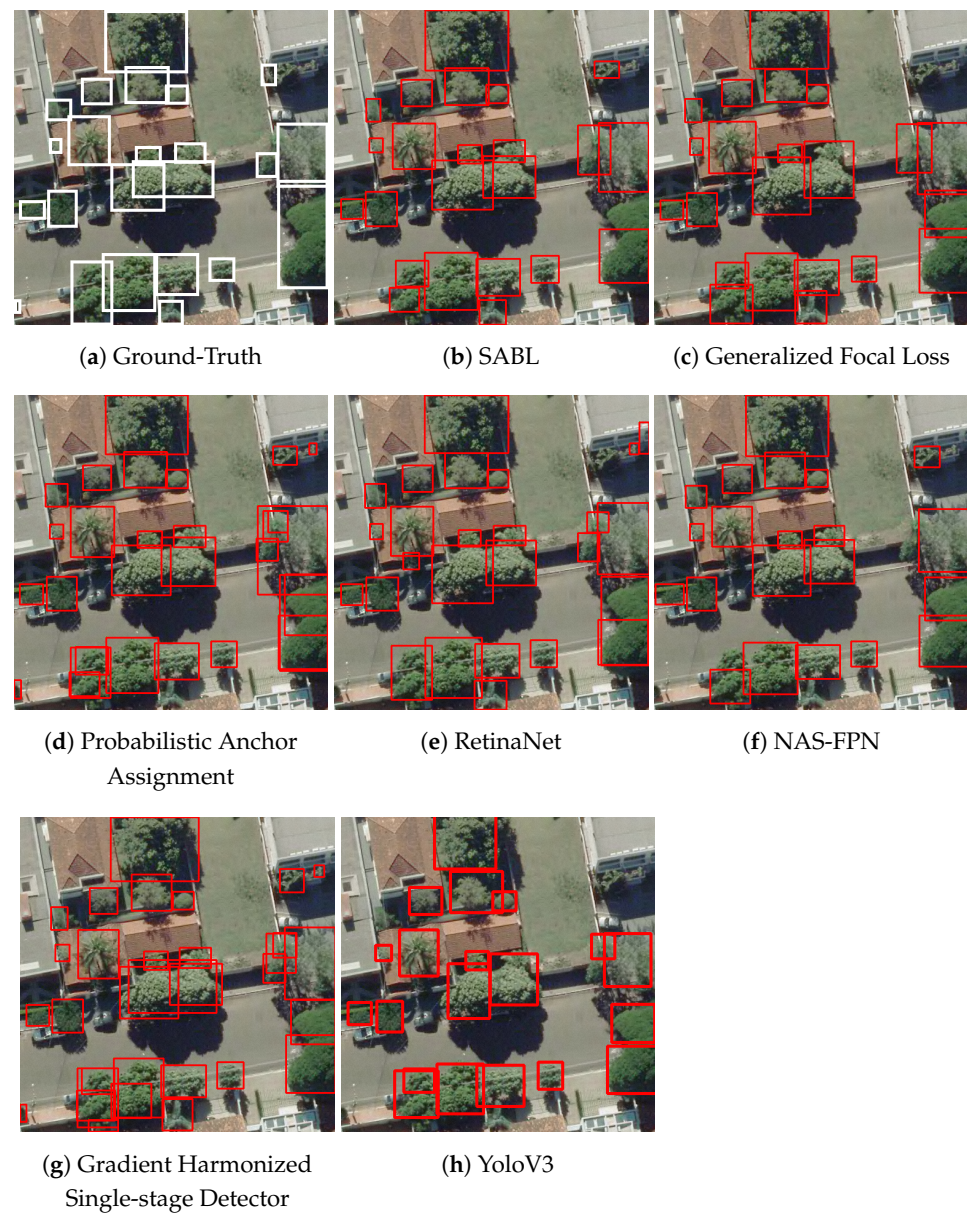 (a) Ground-Truth
(b) SABL
(c) Generalized Focal Loss
(d) Probabilistic Anchor
Assignment
(e) RetinaNet
(f) NAS-FPN
(g) Gradient Harmonized
Single-stage Detector
(h) YoloV3